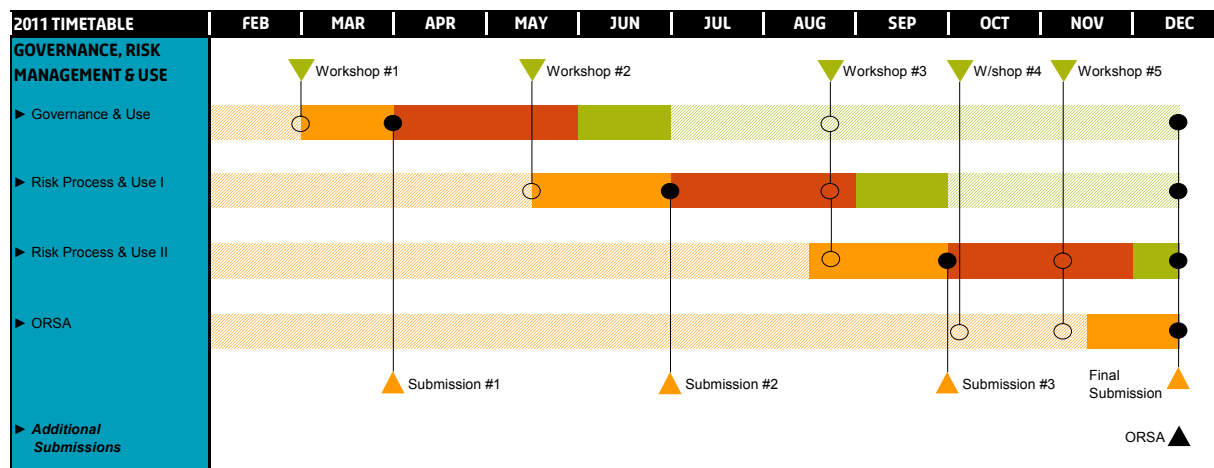 2011 TIMETABLE FEB MAR APR MAY JUN JUL AUG SEP OCT NOV DEC
GOVERNANCE, RISK
MANAGEMENT & USE
Workshop #1 Workshop #2 Workshop #3 W/shop #4 Workshop #5
► Governance & Use
► Risk Process & Use I
► Risk Process & Use II
► ORSA
Submission #1 Submission #2 Submission #3 Final
Submission
► Additional
Submissions
ORSA